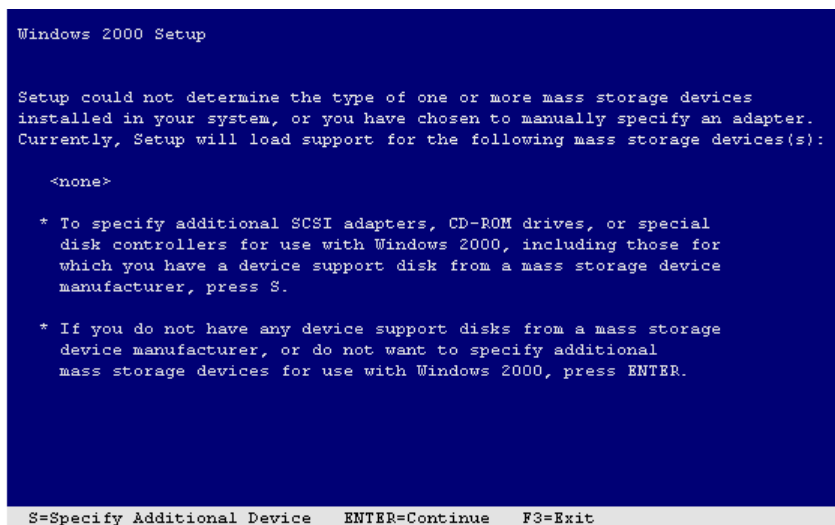 Windows 2000 Setup
Setup could not determine the type of one or more mass storage devices
installed in your system, or you have chosen to manually specify an adapter.
Currently, Setup will load support for the following mass storage devices(s):
<none>
* To specify additional SCSI adapters, CD-ROM drives, or special
disk controllers for use with Windows 2000, including those for
which you have a device support disk from a mass storage device
manufacturer, press S.
* If you do not have any device support disks from a mass storage
device manufacturer, or do not want to specify additional
mass storage devices for use with Windows 2000, press ENTER.
S=Specify Additional Device ENTER=Continue F3=Exit